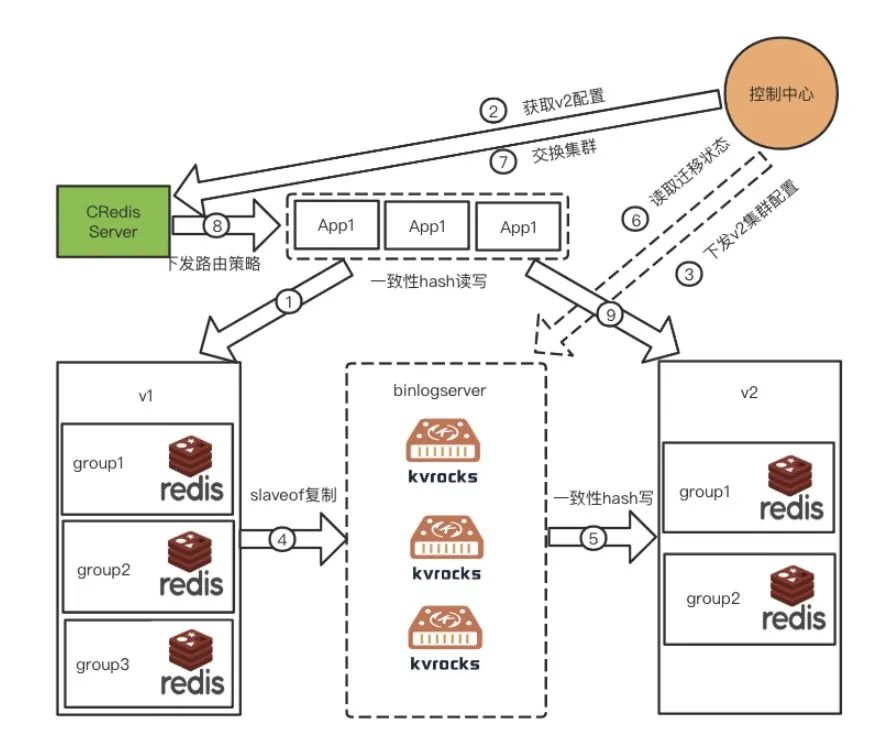 控制中心
② 获取v2配置
⑦ 交换集群
⑥ 读取迁移状态
③ 下发v2集群配置
CRedis
Server
⑧
下发路由策略
App1 App1 App1
一致性hash读写
①
⑨
v1
group1 redis
group2 redis
group3 redis
slaveof复制
④
binlogserver
kvrocks
kvrocks
kvrocks
一致性hash写
⑤
v2
group1 redis
group2 redis